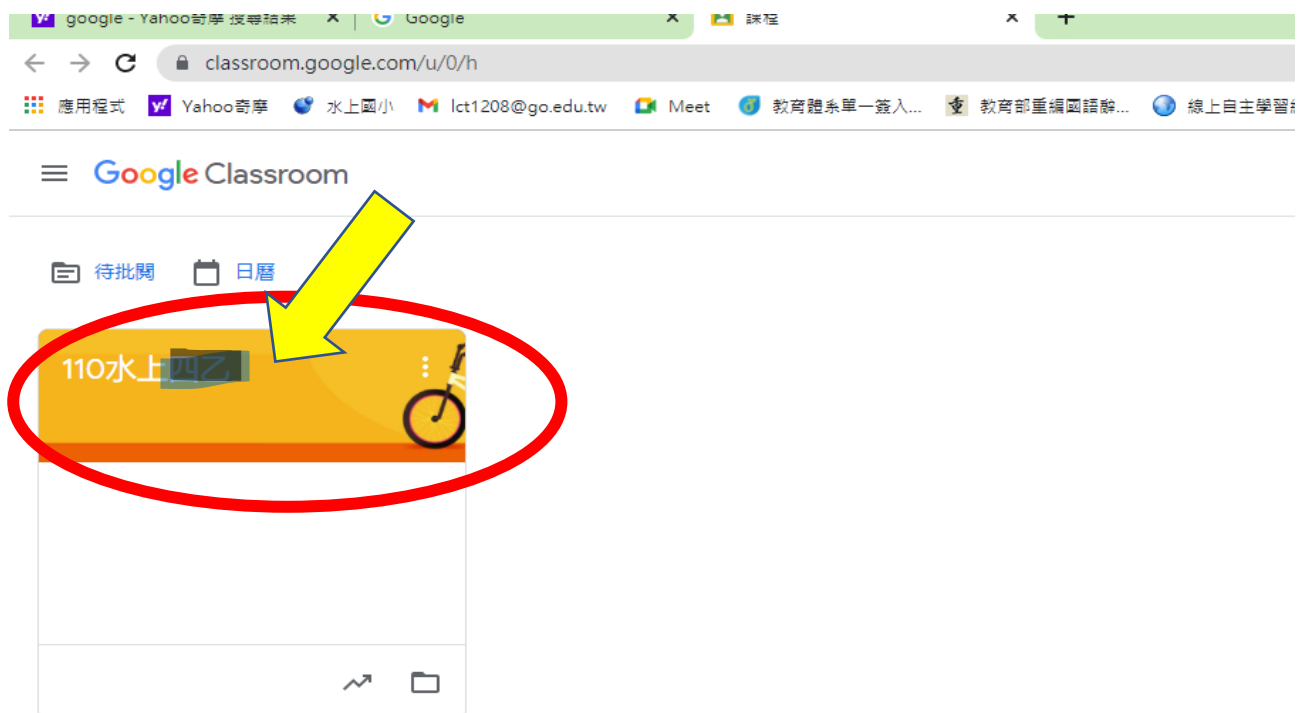 google - Yahoo奇摩 搜尋結果
Google
課程
classroom.google.com/u/0/h
應用程式 Yahoo奇摩 水上國小 lct1208@go.edu.tw Meet 教育體系單一簽入... 教育部重編國語辭... 線上自主學習
Google Classroom
待批閱 日曆
110水上四乙